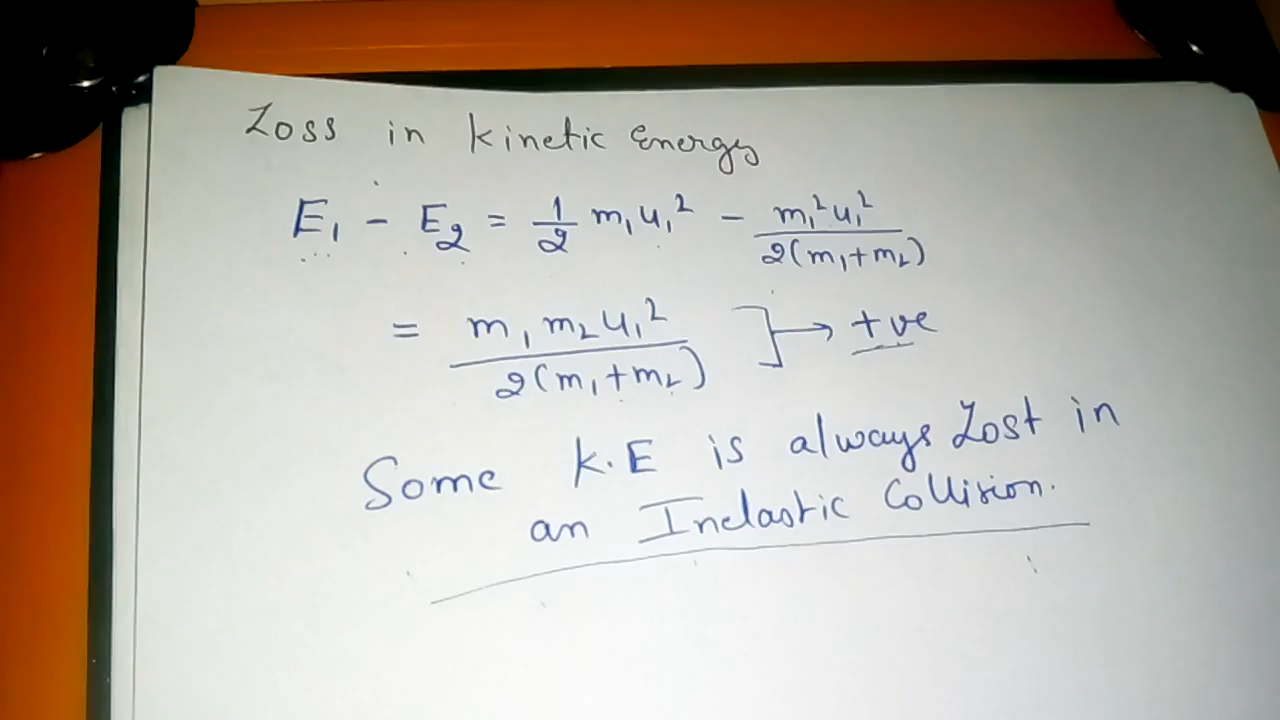 Loss in kinetic Energy
E₁ - E₂ = 1/2 m₁u₁² - m₁²u₁²/2(m₁+m₂)
= m₁m₂u₁²/2(m₁+m₂) } → +ve
Some K.E is always Lost in
an Inelastic Collision.